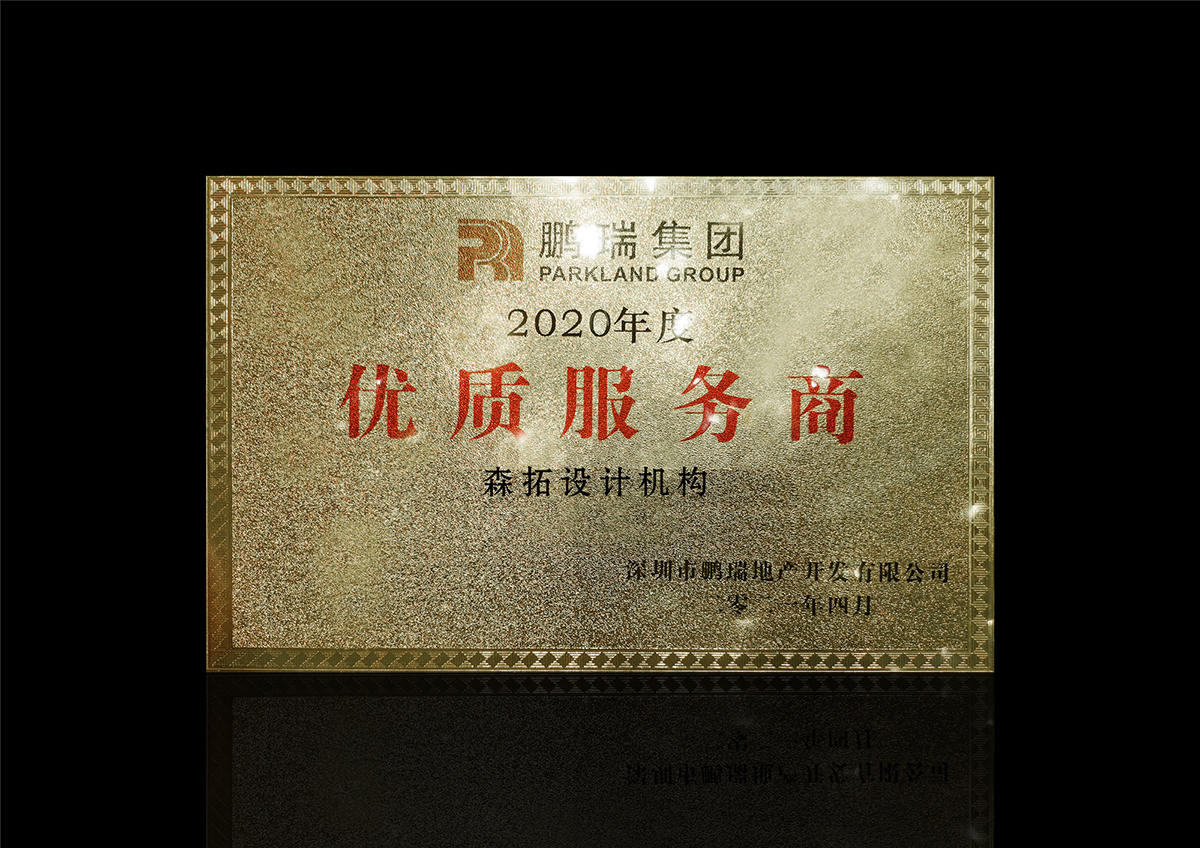 鹏瑞集团
PARKLAND GROUP
2020年度
优质服务商
森拓设计机构
深圳市鹏瑞地产开发有限公司
二零二一年四月